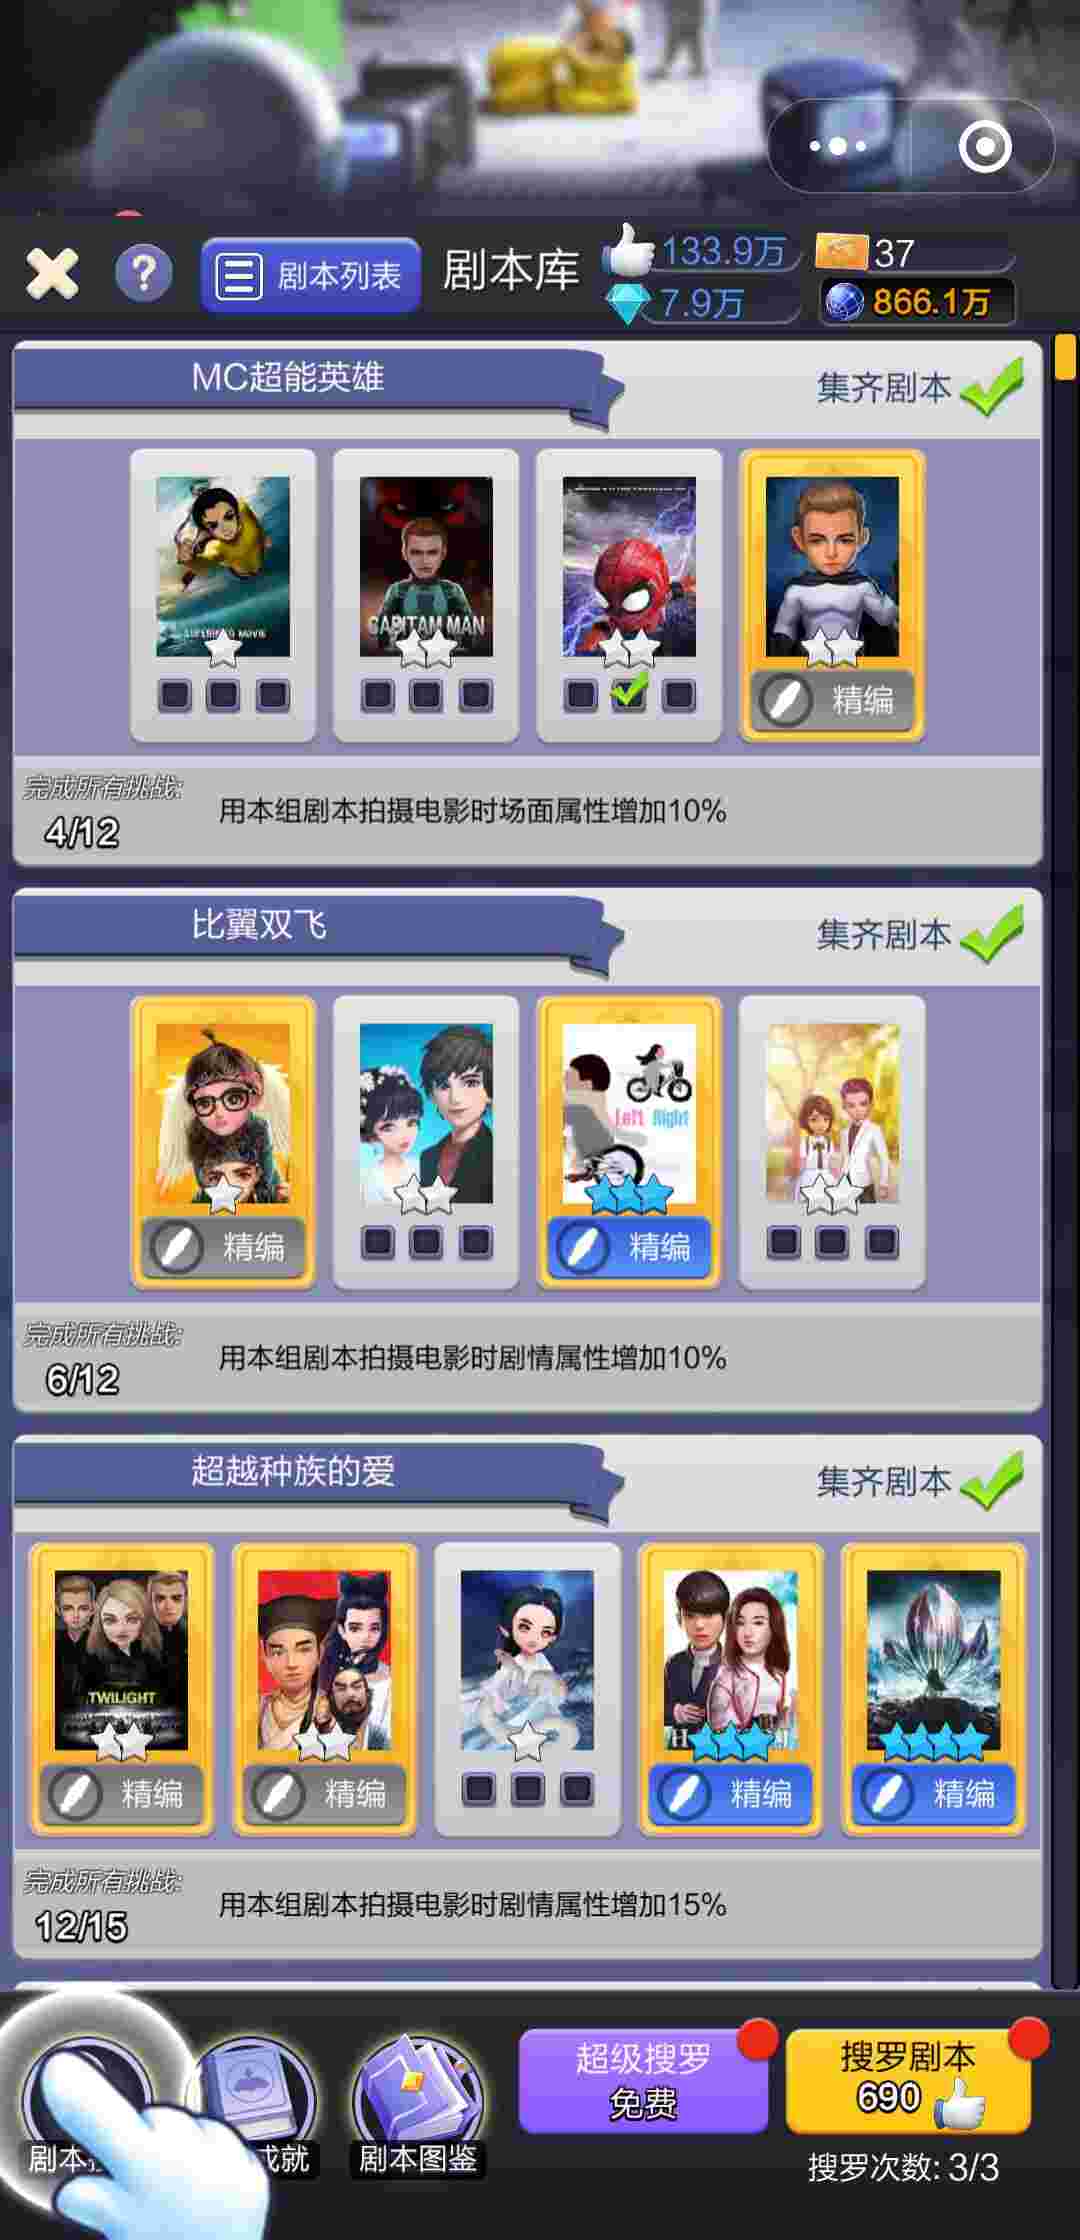 剧本列表
剧本库
133.9万
37
7.9万
866.1万
MC超能英雄
集齐剧本
CAPITAM MAN
精编
完成所有挑战:
4/12
用本组剧本拍摄电影时场面属性增加10%
比翼双飞
集齐剧本
Left Right
精编
精编
完成所有挑战:
6/12
用本组剧本拍摄电影时剧情属性增加10%
超越种族的爱
集齐剧本
TWILIGHT
精编
精编
精编
精编
完成所有挑战:
12/15
用本组剧本拍摄电影时剧情属性增加15%
剧本
成就
剧本图鉴
超级搜罗
免费
搜罗剧本
690
搜罗次数: 3/3